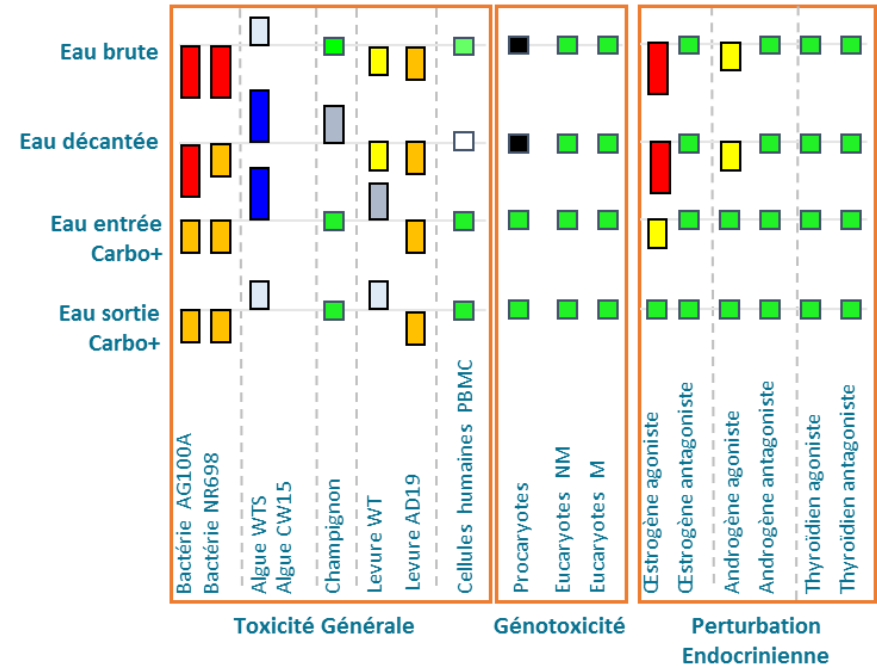 Eau brute
Eau décantée
Eau entrée
Carbo+
Eau sortie
Carbo+
Bactérie AG100A
Bactérie NR698
Algue WTS
Algue CW15
Champignon
Levure WT
Levure AD19
Cellules humaines PBMC
Procaryotes
Eucaryotes NM
Eucaryotes M
Œstrogène agoniste
Œstrogène antagoniste
Androgène agoniste
Androgène antagoniste
Thyroïdien agoniste
Thyroïdien antagoniste
Toxicité Générale
Génotoxicité
Perturbation
Endocrinienne